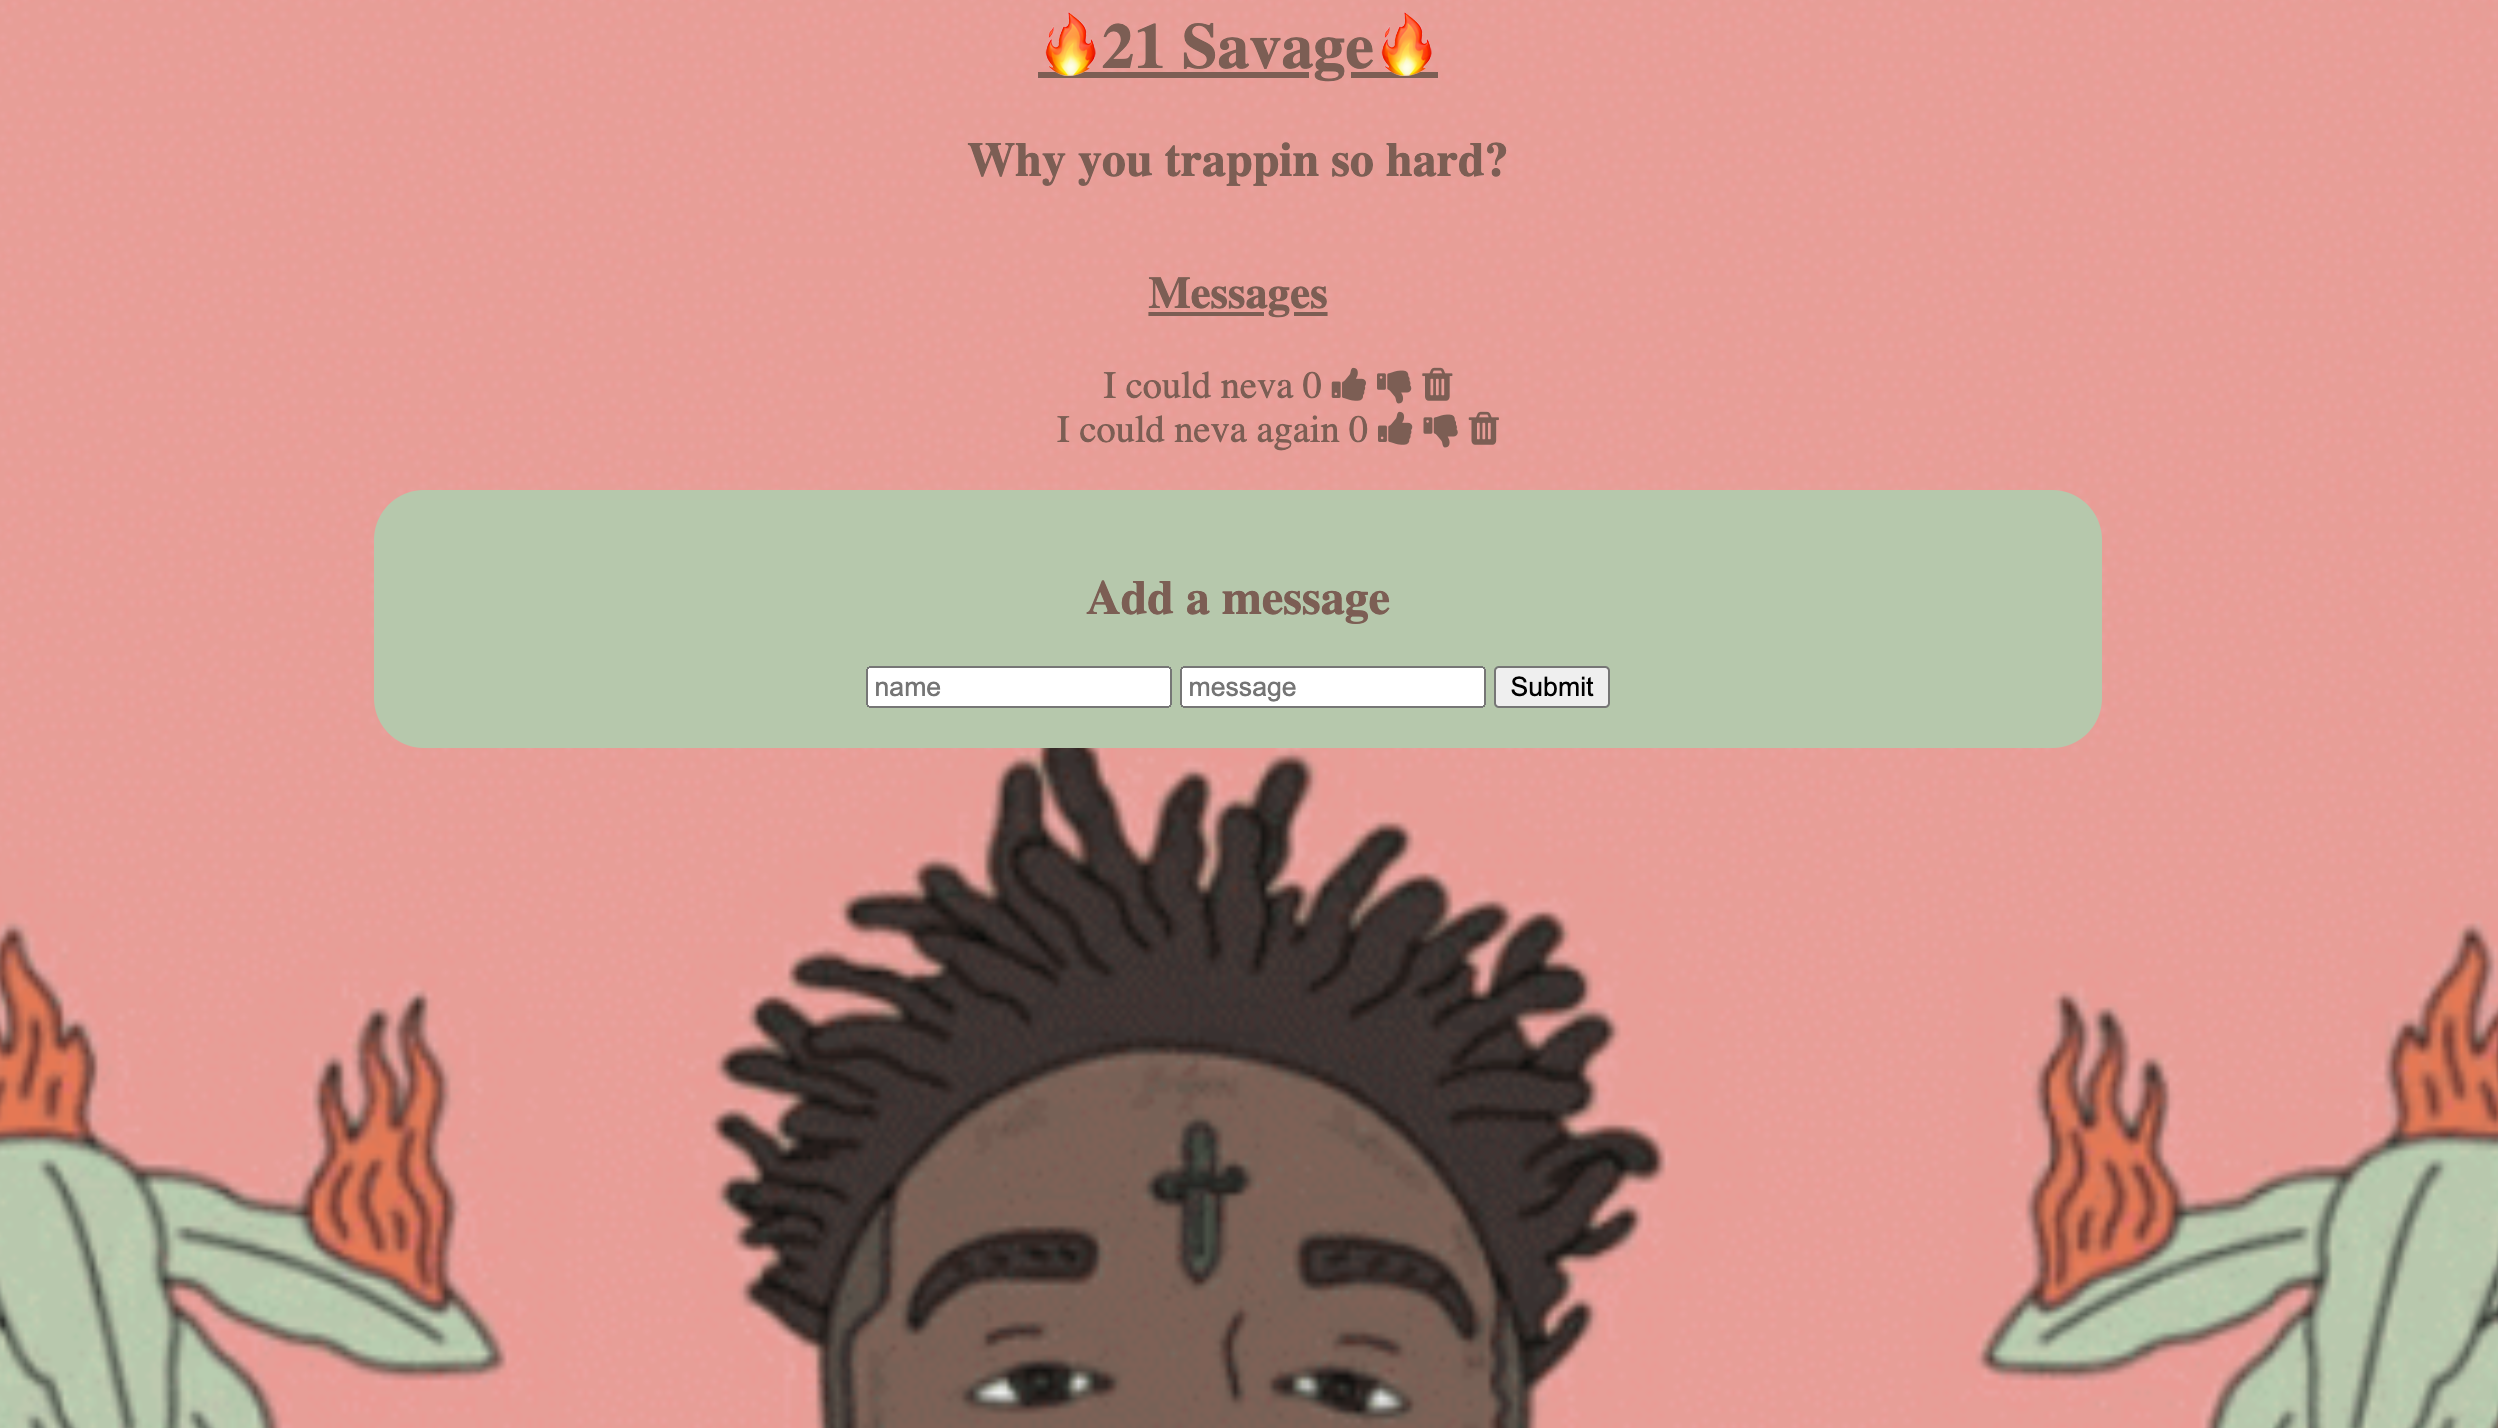 🔥21 Savage🔥
Why you trappin so hard?
Messages
I could neva 0
I could neva again 0
Add a message
name message Submit